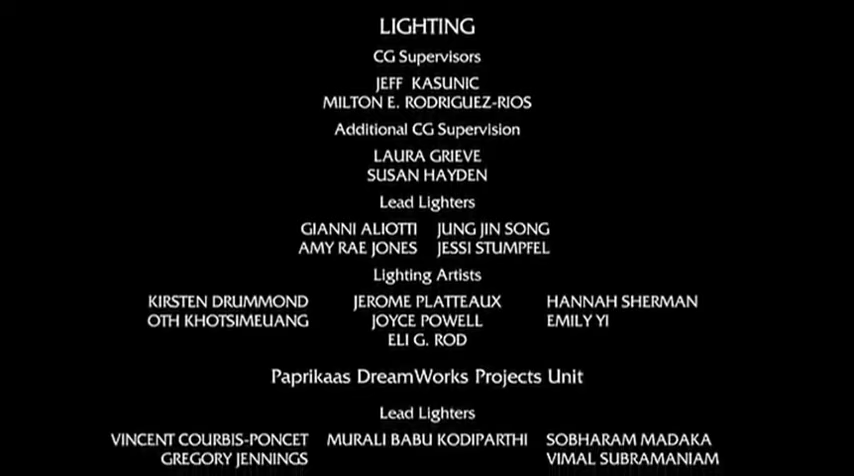 LIGHTING
CG Supervisors
JEFF KASUNIC
MILTON E. RODRIGUEZ-RIOS
Additional CG Supervision
LAURA GRIEVE
SUSAN HAYDEN
Lead Lighters
GIANNI ALIOTTI JUNG JIN SONG
AMY RAE JONES JESSI STUMPFEL
Lighting Artists
KIRSTEN DRUMMOND JEROME PLATTEAUX HANNAH SHERMAN
OTH KHOTSIMEUANG JOYCE POWELL EMILY YI
ELI G. ROD
Paprikaas DreamWorks Projects Unit
Lead Lighters
VINCENT COURBIS-PONCET MURALI BABU KODIPARTHI SOBHARAM MADAKA
GREGORY JENNINGS VIMAL SUBRAMANIAM